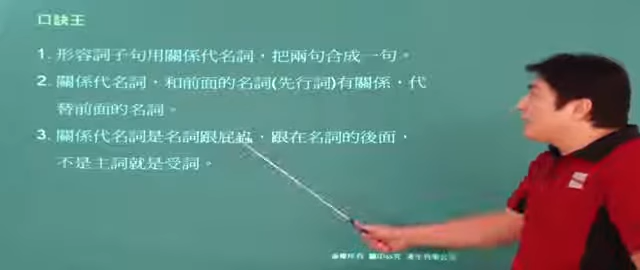 口訣王
1. 形容詞子句用關係代名詞，把兩句合成一句。
2. 關係代名詞，和前面的名詞(先行詞)有關係，代
替前面的名詞。
3. 關係代名詞是名詞跟屁蟲，跟在名詞的後面，
不是主詞就是受詞。